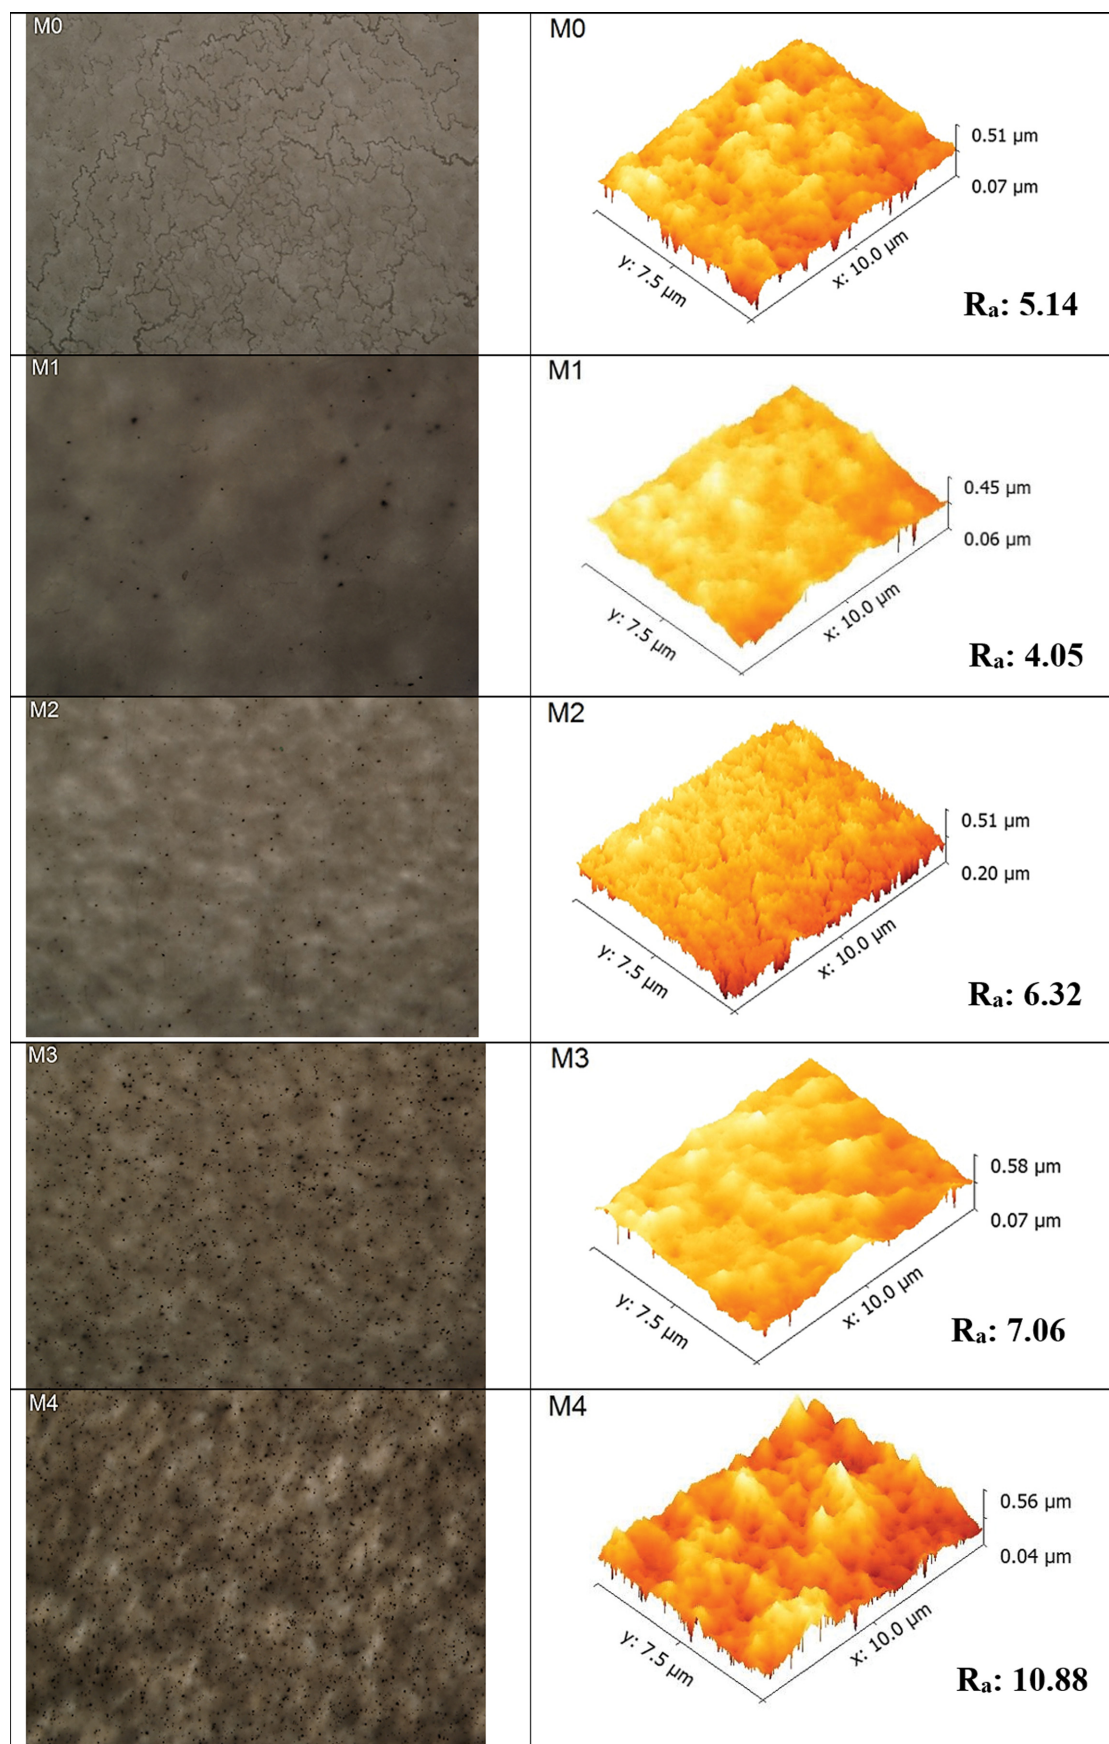 M0
M0
0.51 µm
0.07 µm
y: 7.5 µm
x: 10.0 µm
Ra: 5.14
M1
M1
0.45 µm
0.06 µm
y: 7.5 µm
x: 10.0 µm
Ra: 4.05
M2
M2
0.51 µm
0.20 µm
y: 7.5 µm
x: 10.0 µm
Ra: 6.32
M3
M3
0.58 µm
0.07 µm
y: 7.5 µm
x: 10.0 µm
Ra: 7.06
M4
M4
0.56 µm
0.04 µm
y: 7.5 µm
x: 10.0 µm
Ra: 10.88